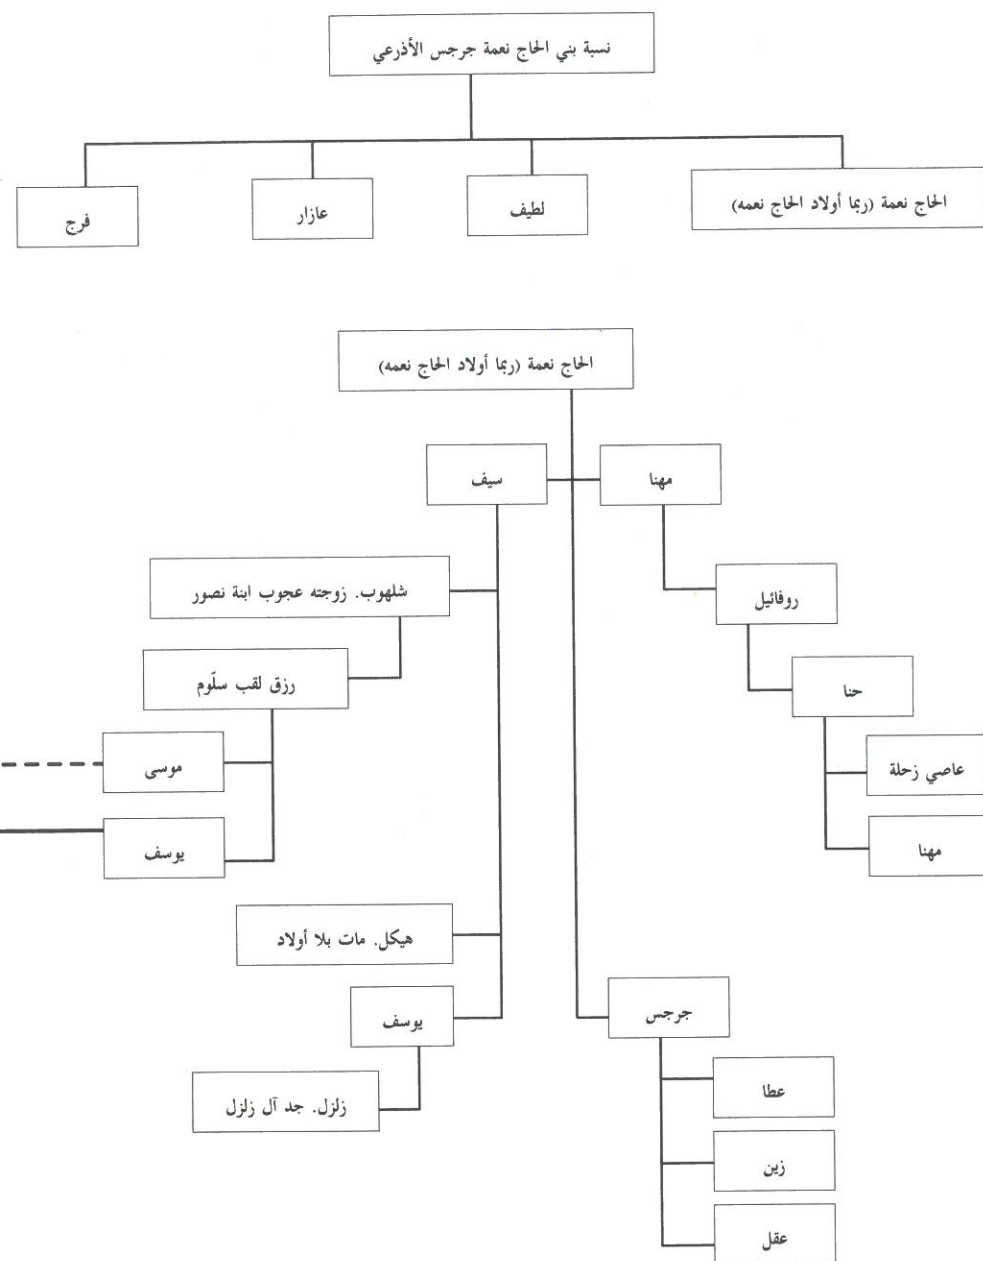 نسبة بني الحاج نعمة جرجس الأذرعي
الحاج نعمة (ربما أولاد الحاج نعمه)
لطيف
عازار
فرج
الحاج نعمة (ربما أولاد الحاج نعمه)
مهنا
سيف
روفائيل
شلهوب. زوجته عجوب ابنة نصور
حنا
رزق لقب سلّوم
عاصي زحلة
موسى
مهنا
يوسف
هيكل. مات بلا أولاد
جرجس
يوسف
عطا
زلزل. جد آل زلزل
زين
عقل